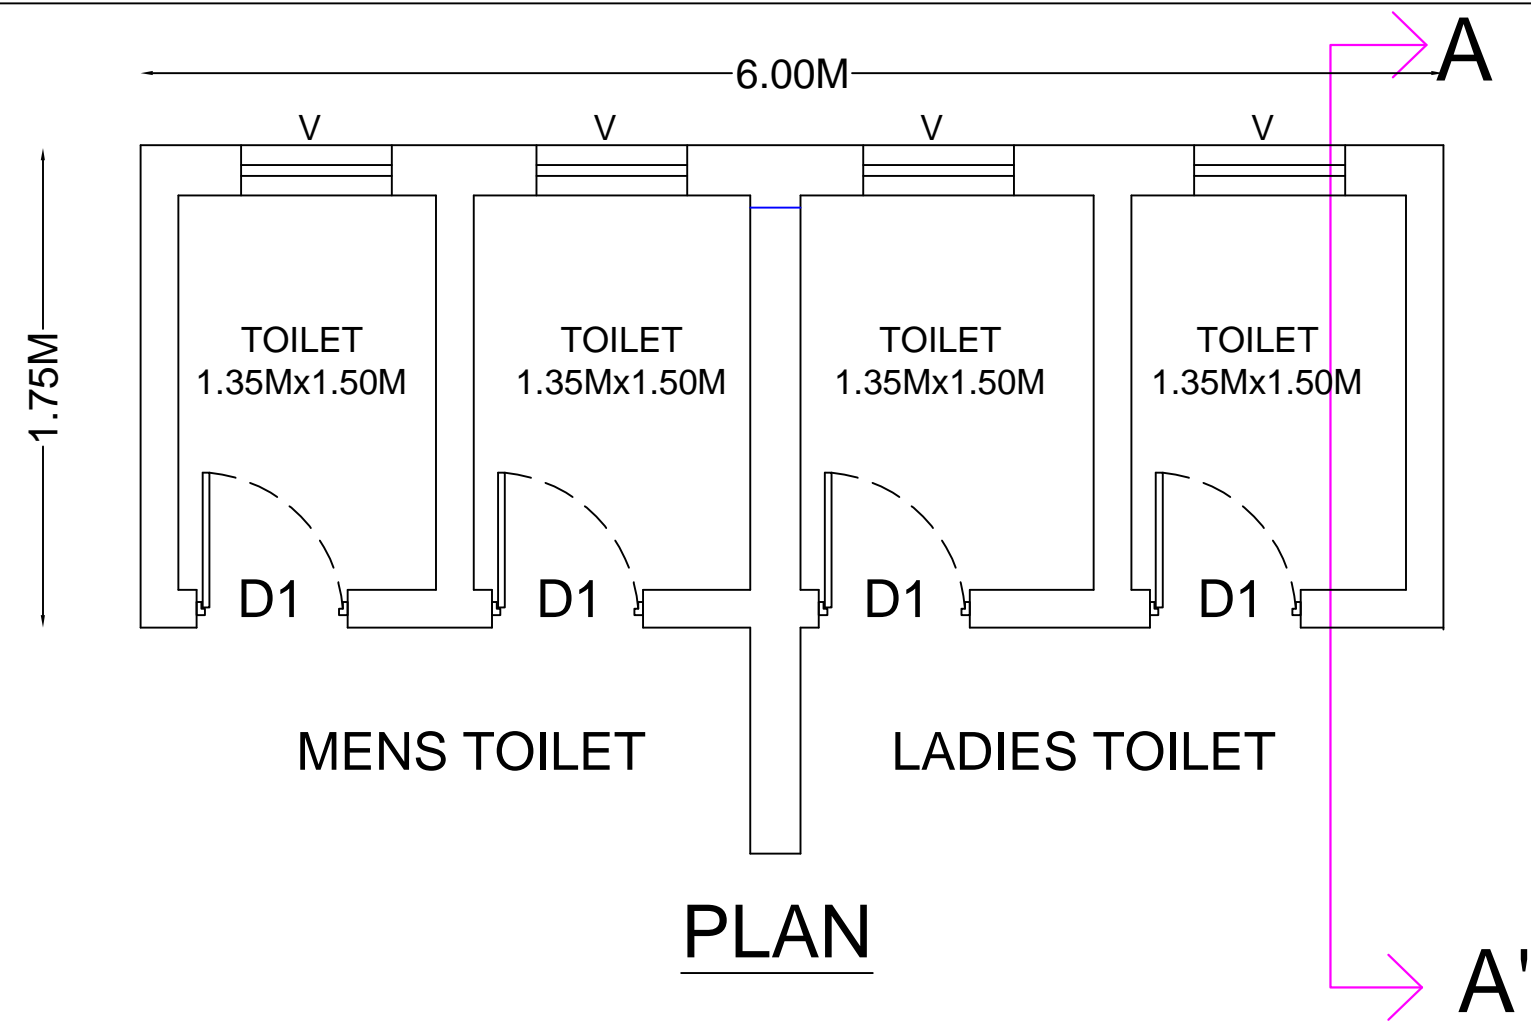 A
6.00M
V
V
V
V
1.75M
TOILET
1.35Mx1.50M
TOILET
1.35Mx1.50M
TOILET
1.35Mx1.50M
TOILET
1.35Mx1.50M
D1
D1
D1
D1
MENS TOILET
LADIES TOILET
PLAN
A'